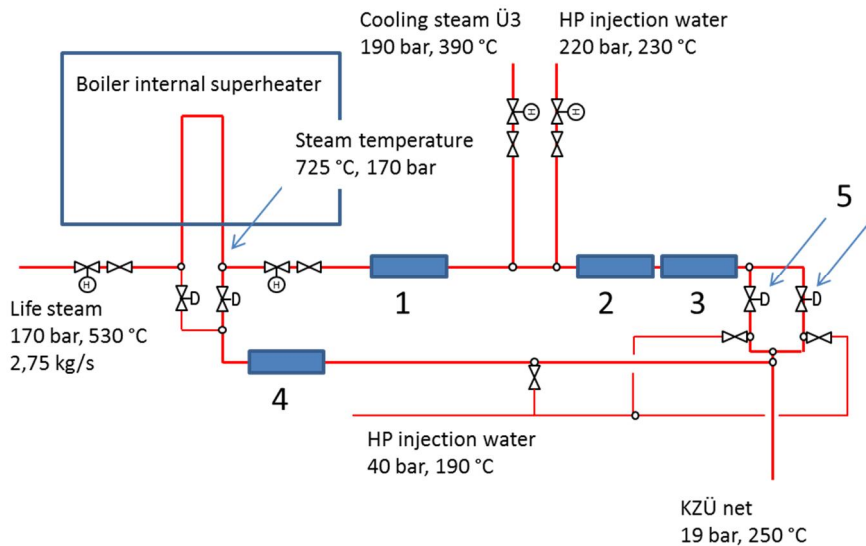 Cooling steam Ü3
190 bar, 390 °C
HP injection water
220 bar, 230 °C
Boiler internal superheater
Steam temperature
725 °C, 170 bar
5
H
H
H
H
D
D
D
D
1
2
3
Life steam
170 bar, 530 °C
2,75 kg/s
4
HP injection water
40 bar, 190 °C
KZÜ net
19 bar, 250 °C